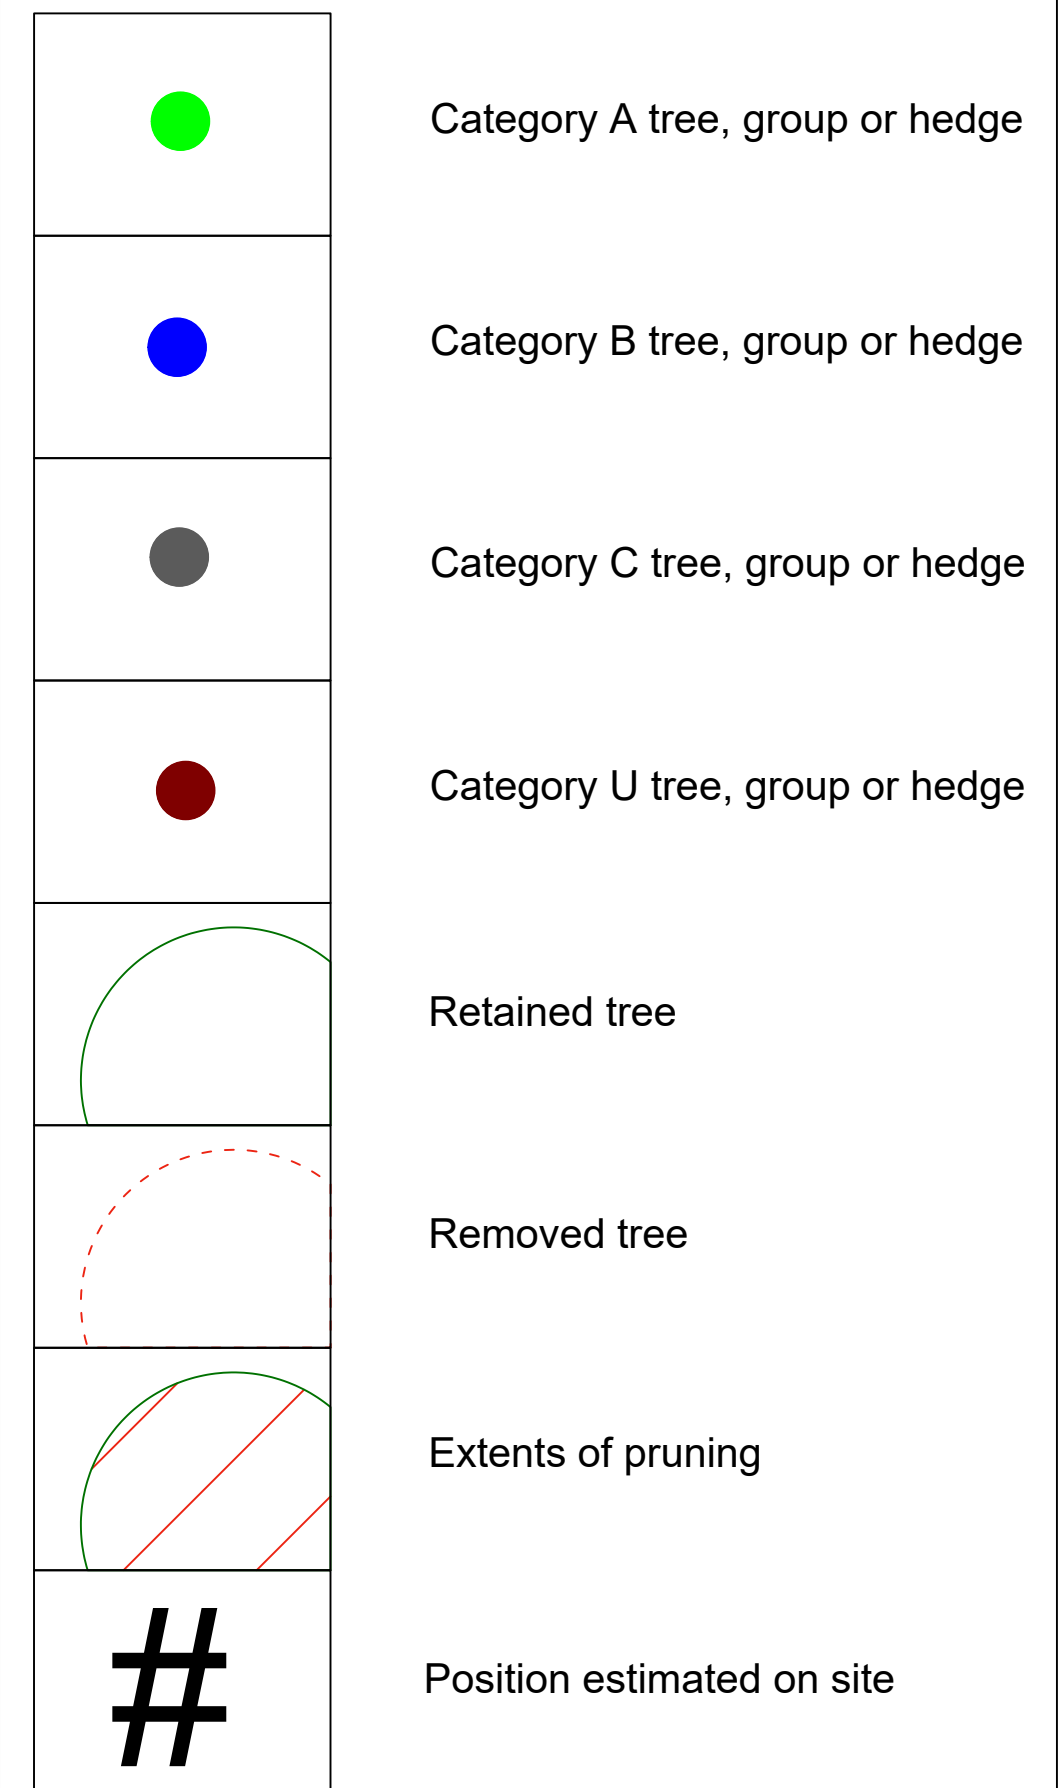 Category A tree, group or hedge
Category B tree, group or hedge
Category C tree, group or hedge
Category U tree, group or hedge
Retained tree
Removed tree
Extents of pruning
# Position estimated on site